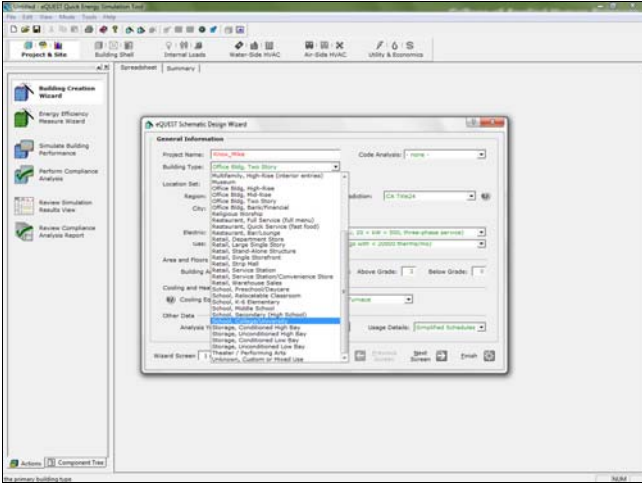 Untitled - eQUEST Quick Energy Simulation Tool
File Edit View Mode Tools Help
Project & Site Building Shell Internal Loads Water-Side HVAC Air-Side HVAC Utility & Economics
Spreadsheet Summary
Building Creation
Wizard
Energy Efficiency
Measure Wizard
Simulate Building
Performance
Perform Compliance
Analysis
Review Simulation
Results View
Review Compliance
Analysis Report
eQUEST Schematic Design Wizard
General Information
Project Name: Know_Mike Code Analysis: - none -
Building Type: Office Bldg, Two Story
Multifamily, High-Rise (interior entries)
Museum
Location Set:
Office Bldg, High-Rise
Office Bldg, Mid-Rise
Region: CA Title24
Office Bldg, Two Story
City: Office Bldg, Bank/Financial
Religious Worship
Restaurant, Full Service (full menu)
Restaurant, Quick Service (fast food)
Electric: Restaurant, Bar/Lounge
Retail, Department Store
Gas: Retail, Large Single Story
Retail, Stand-Alone Structure
Area and Floors
Retail, Single Storefront
Retail, Strip Mall
Building A Retail, Service Station Above Grade: 2 Below Grade: 0
Retail, Service Station/Convenience Store
Retail, Warehouse Sales
Cooling and Hea
School, Preschool/Daycare
School, Relocatable Classroom
Cooling Eq School, K-6 Elementary urnace
School, Middle School
Other Data School, Secondary (High School)
School, College/University
Analysis Y Storage, Conditioned High Bay Usage Details: Simplified Schedules
Storage, Unconditioned High Bay
Storage, Conditioned Low Bay
Storage, Unconditioned Low Bay
Wizard Screen 1 Theater / Performing Arts Previous Screen Next Screen Finish
Unknown, Custom or Mixed Use
Actions Component Tree
the primary building type NUM